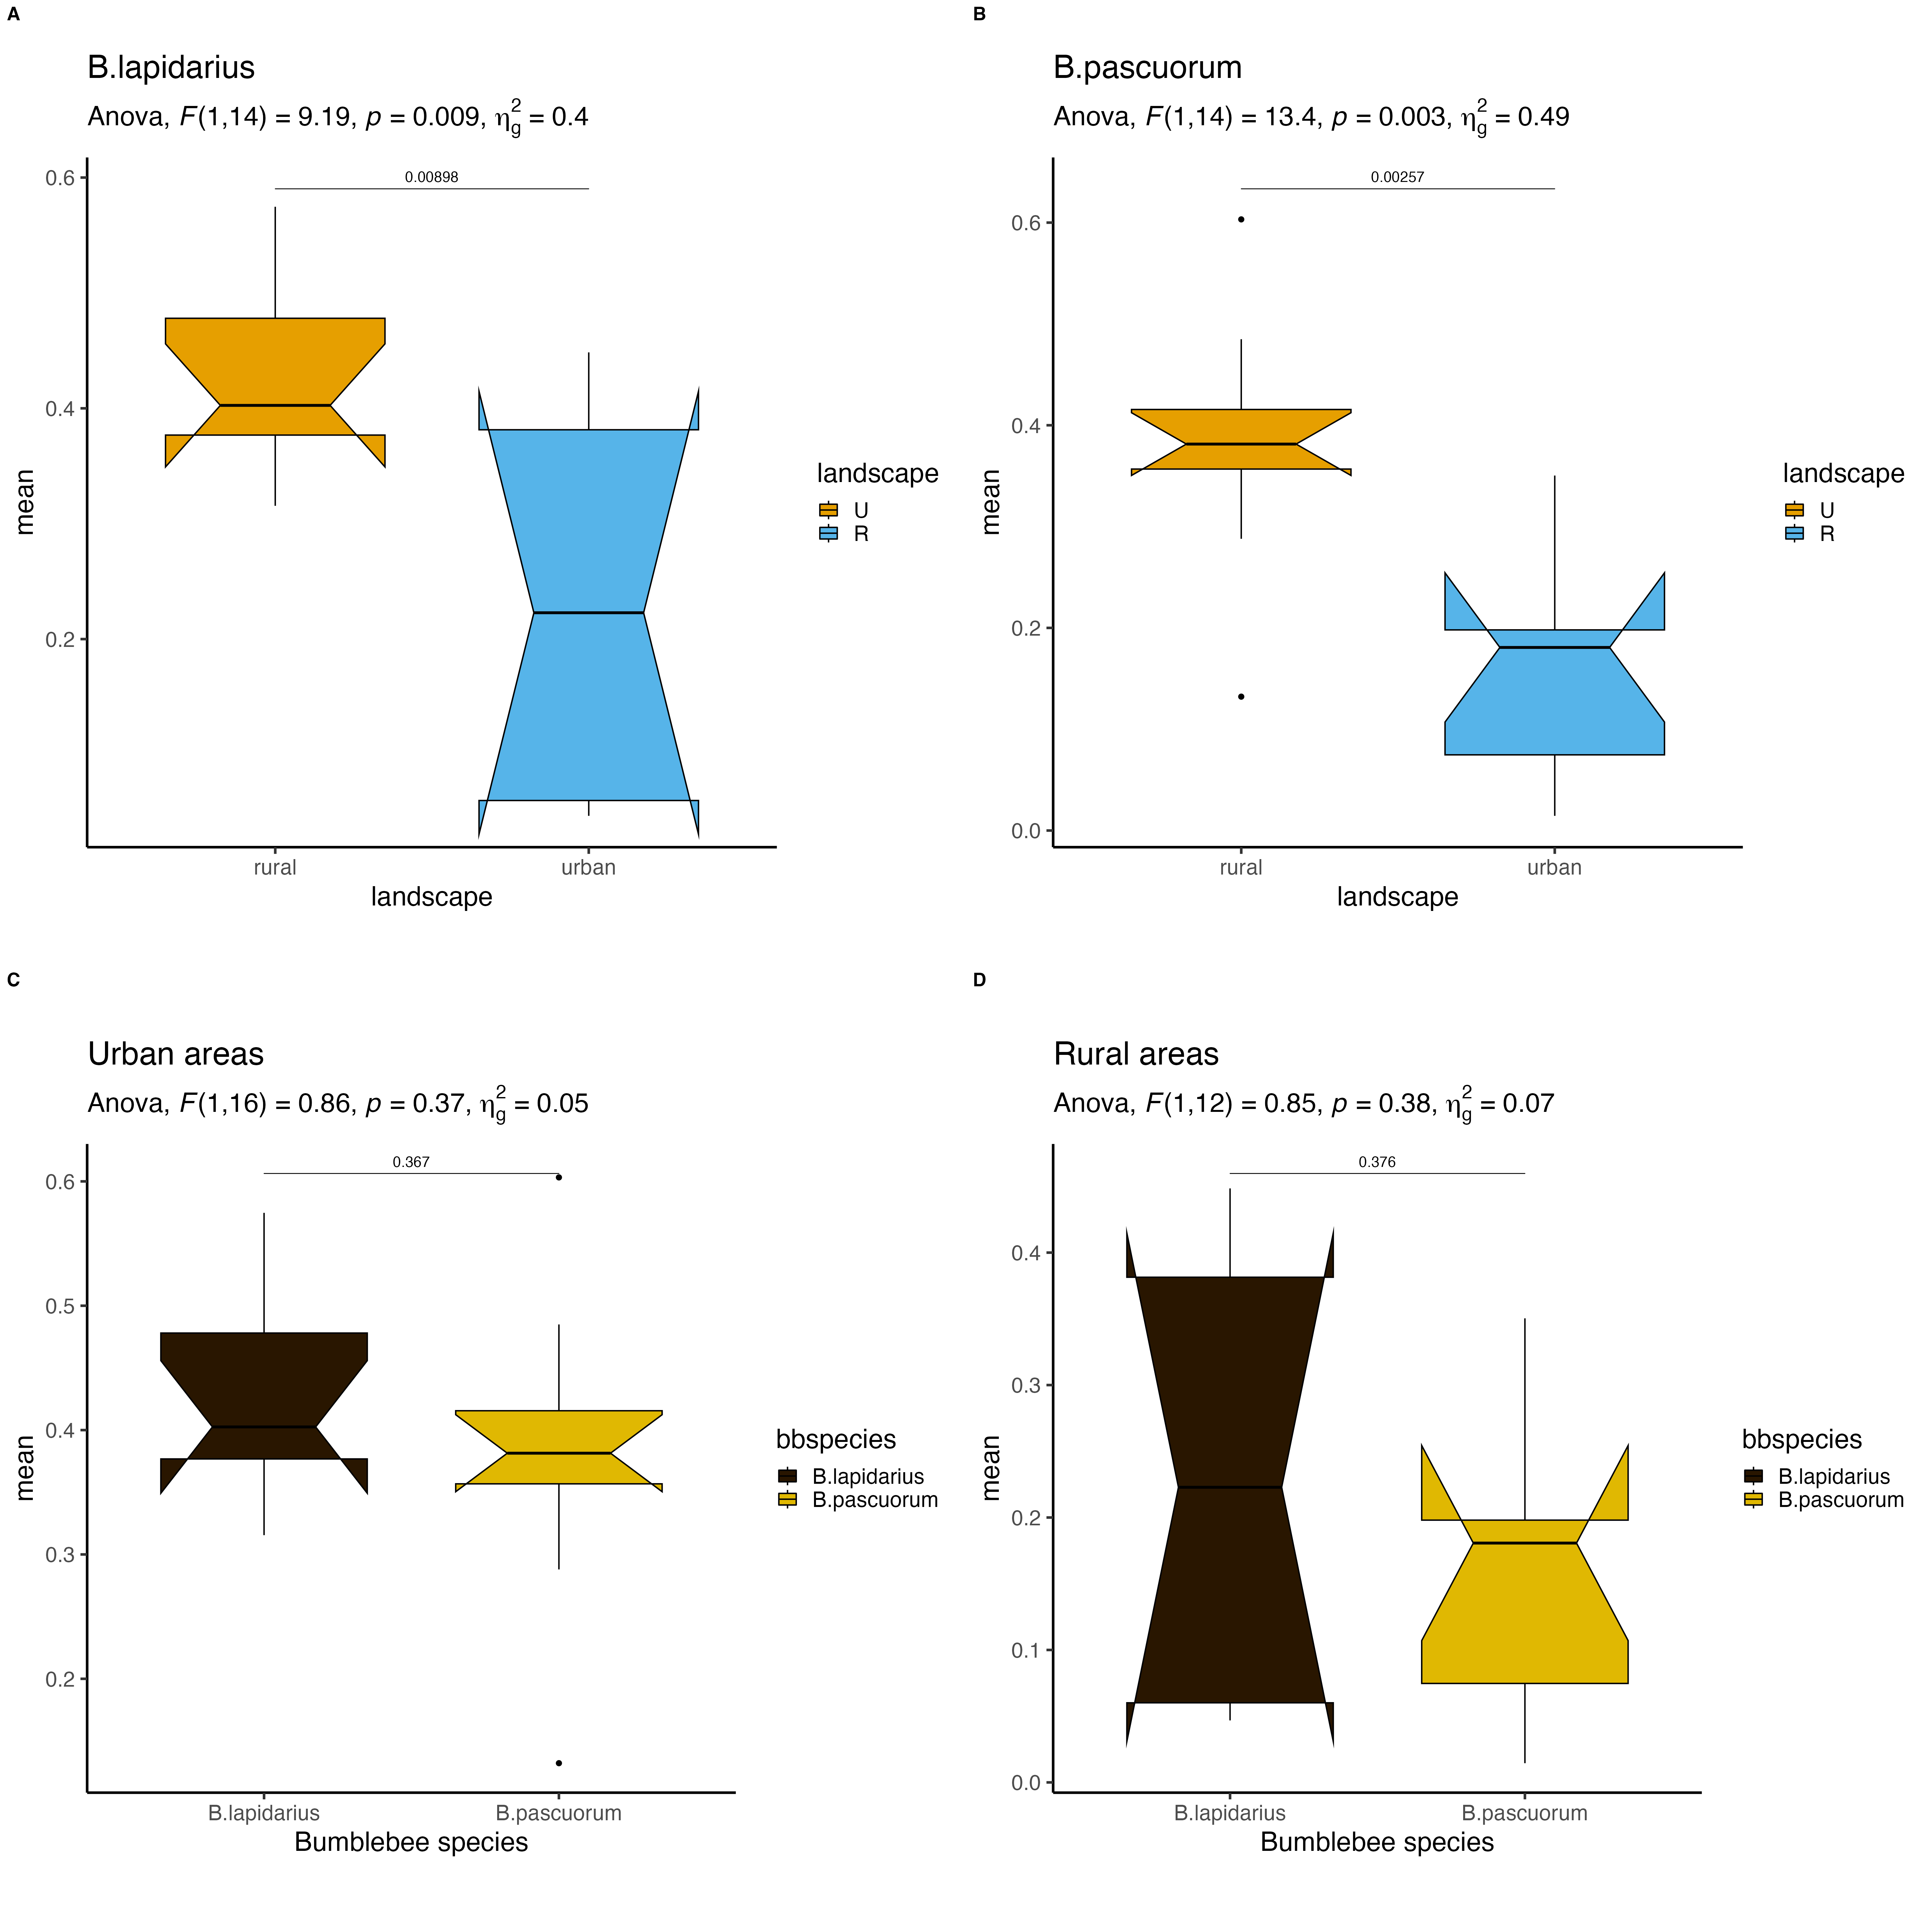 A
B.lapidarius
Anova, F(1,14) = 9.19, p = 0.009, η²g = 0.4
0.00898
0.6
0.4
0.2
mean
rural
urban
landscape
landscape
U
R
B
B.pascuorum
Anova, F(1,14) = 13.4, p = 0.003, η²g = 0.49
0.00257
0.6
0.4
0.2
0.0
mean
rural
urban
landscape
landscape
U
R
C
Urban areas
Anova, F(1,16) = 0.86, p = 0.37, η²g = 0.05
0.367
0.6
0.5
0.4
0.3
0.2
mean
B.lapidarius
B.pascuorum
Bumblebee species
bbspecies
B.lapidarius
B.pascuorum
D
Rural areas
Anova, F(1,12) = 0.85, p = 0.38, η²g = 0.07
0.376
0.4
0.3
0.2
0.1
0.0
mean
B.lapidarius
B.pascuorum
Bumblebee species
bbspecies
B.lapidarius
B.pascuorum